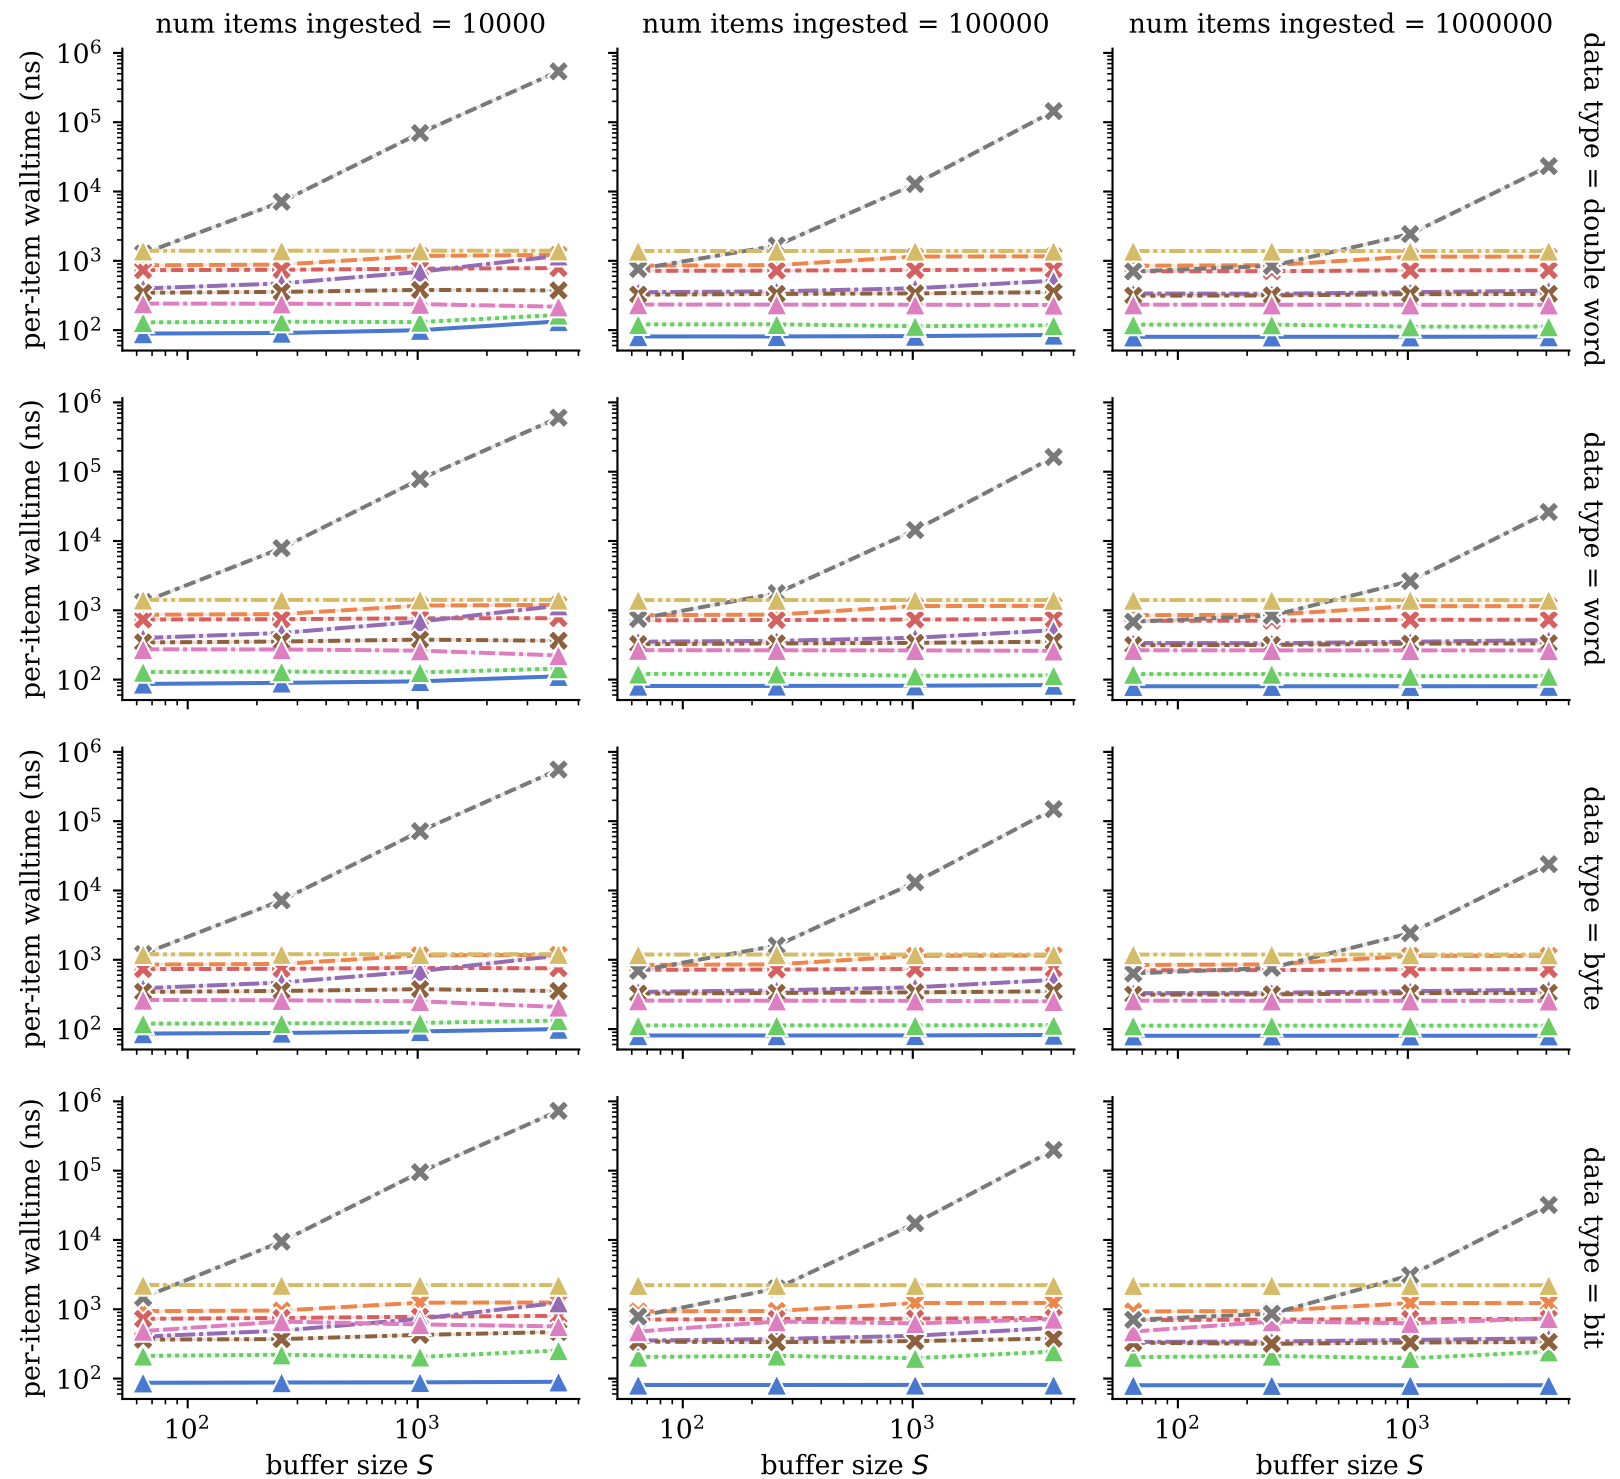 num items ingested = 10000
num items ingested = 100000
num items ingested = 1000000
per-item walltime (ns)
10⁶
10⁵
10⁴
10³
10²
data type = double word
per-item walltime (ns)
10⁶
10⁵
10⁴
10³
10²
data type = word
per-item walltime (ns)
10⁶
10⁵
10⁴
10³
10²
data type = byte
per-item walltime (ns)
10⁶
10⁵
10⁴
10³
10²
data type = bit
10² 10³
10² 10³
10² 10³
buffer size S
buffer size S
buffer size S